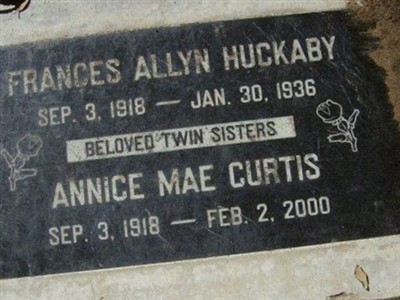 FRANCES ALLYN HUCKABY
SEP. 3, 1918 — JAN. 30, 1936
BELOVED TWIN SISTERS
ANNICE MAE CURTIS
SEP. 3, 1918 — FEB. 2, 2000